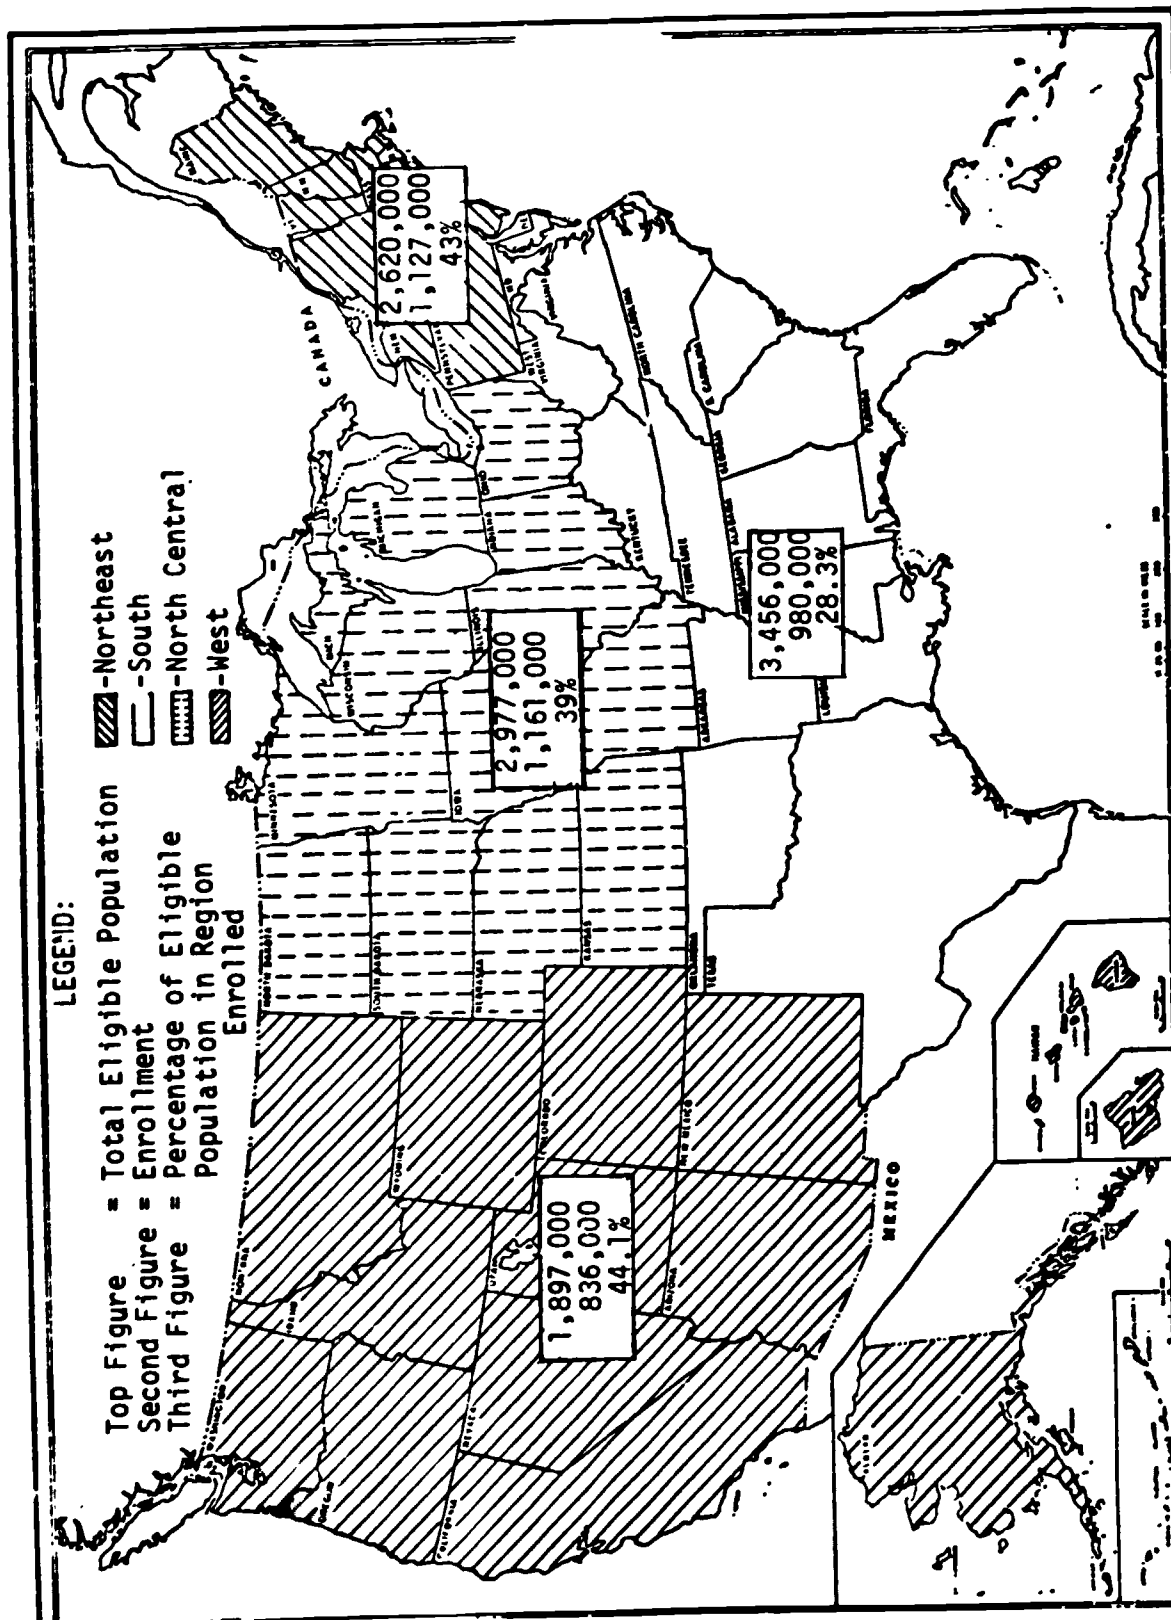 LEGEND:
Top Figure = Total Eligible Population
Second Figure = Enrollment
Third Figure = Percentage of Eligible
Population in Region
Enrolled
-Northeast
-South
-North Central
-West
CANADA
MEXICO
WASHINGTON
MONTANA
NORTH DAKOTA
MINNESOTA
WISCONSIN
MICH
MICHIGAN
IDAHO
WYOMING
SOUTH DAKOTA
NEBRASKA
IOWA
ILLINOIS
INDIANA
OHIO
PENNSYLVANIA
WEST
VIRGINIA
VIRGINIA
OREGON
NEVADA
CALIFORNIA
UTAH
COLORADO
KANSAS
KENTUCKY
ARIZONA
NEW MEXICO
OKLAHOMA
TEXAS
ARKANSAS
TENNESSEE
NORTH CAROLINA
S CAROLINA
MISSISSIPPI
ALABAMA
GEORGIA
FLORIDA
2,620,000
1,127,000
43%
2,977,000
1,161,000
39%
1,897,000
836,000
44.1%
3,456,000
980,000
28.3%